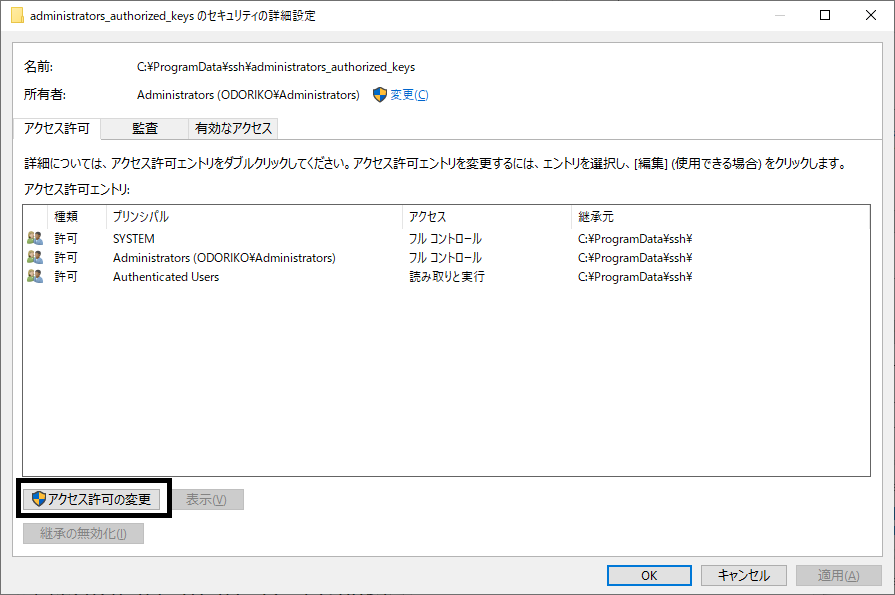 administrators_authorized_keys のセキュリティの詳細設定
名前: C:¥ProgramData¥ssh¥administrators_authorized_keys
所有者: Administrators (ODORIKO¥Administrators) 変更(C)
アクセス許可 監査 有効なアクセス
詳細については、アクセス許可エントリをダブルクリックしてください。アクセス許可エントリを変更するには、エントリを選択し、[編集] (使用できる場合) をクリックします。
アクセス許可エントリ:
種類 プリンシパル アクセス 継承元
許可 SYSTEM フル コントロール C:¥ProgramData¥ssh¥
許可 Administrators (ODORIKO¥Administrators) フル コントロール C:¥ProgramData¥ssh¥
許可 Authenticated Users 読み取りと実行 C:¥ProgramData¥ssh¥
アクセス許可の変更 表示(V)
継承の無効化(I)
OK キャンセル 適用(A)